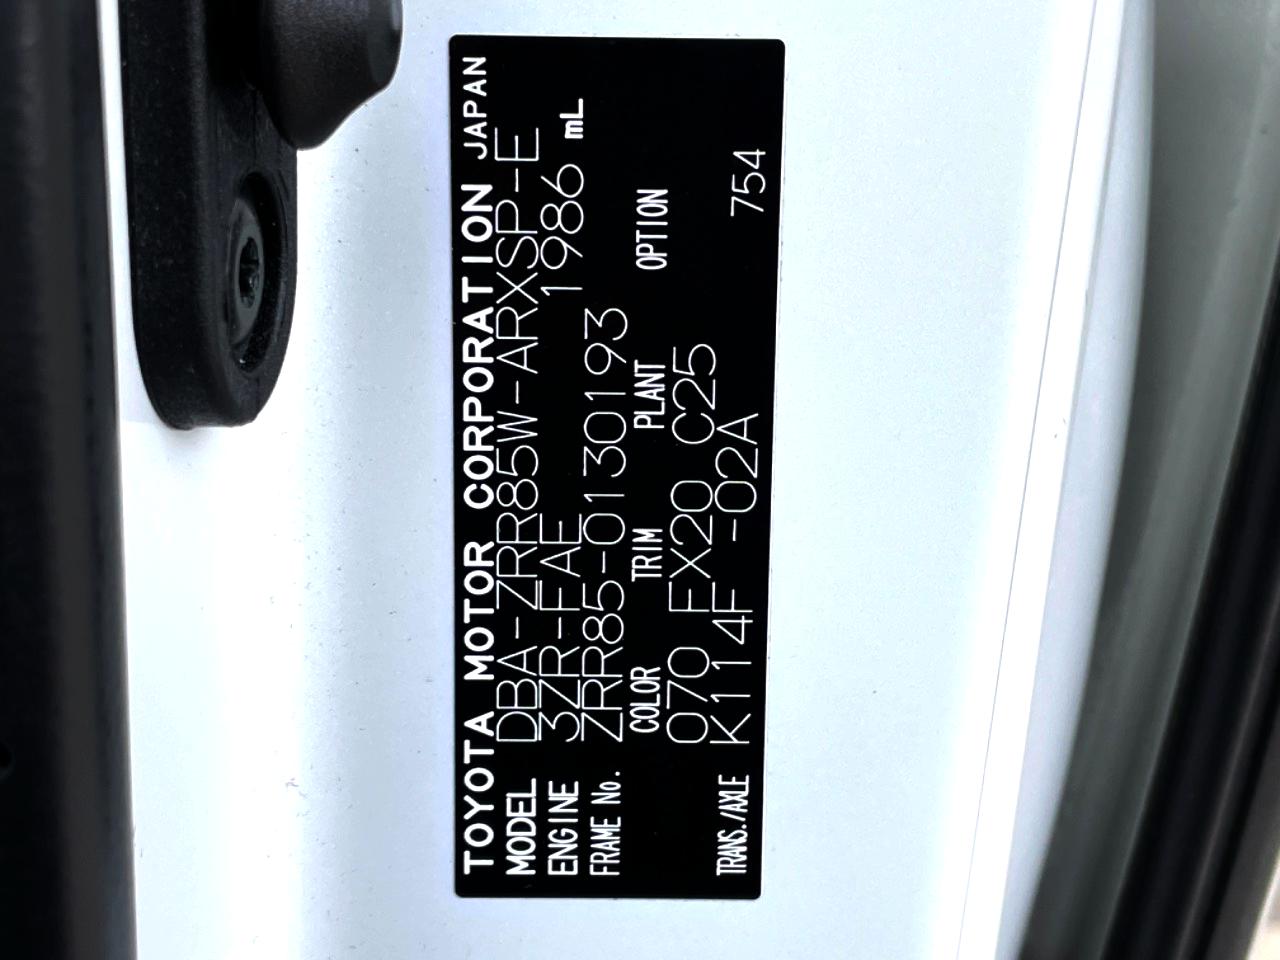 TOYOTA MOTOR CORPORATION JAPAN
MODEL DBA-ZRR85W-ARXSP-E
ENGINE 3ZR-FAE 1986 mL
FRAME No. ZRR85-0130193
COLOR TRIM PLANT OPTION
070 FX20 C25
TRANS./AXLE K114F -02A 754